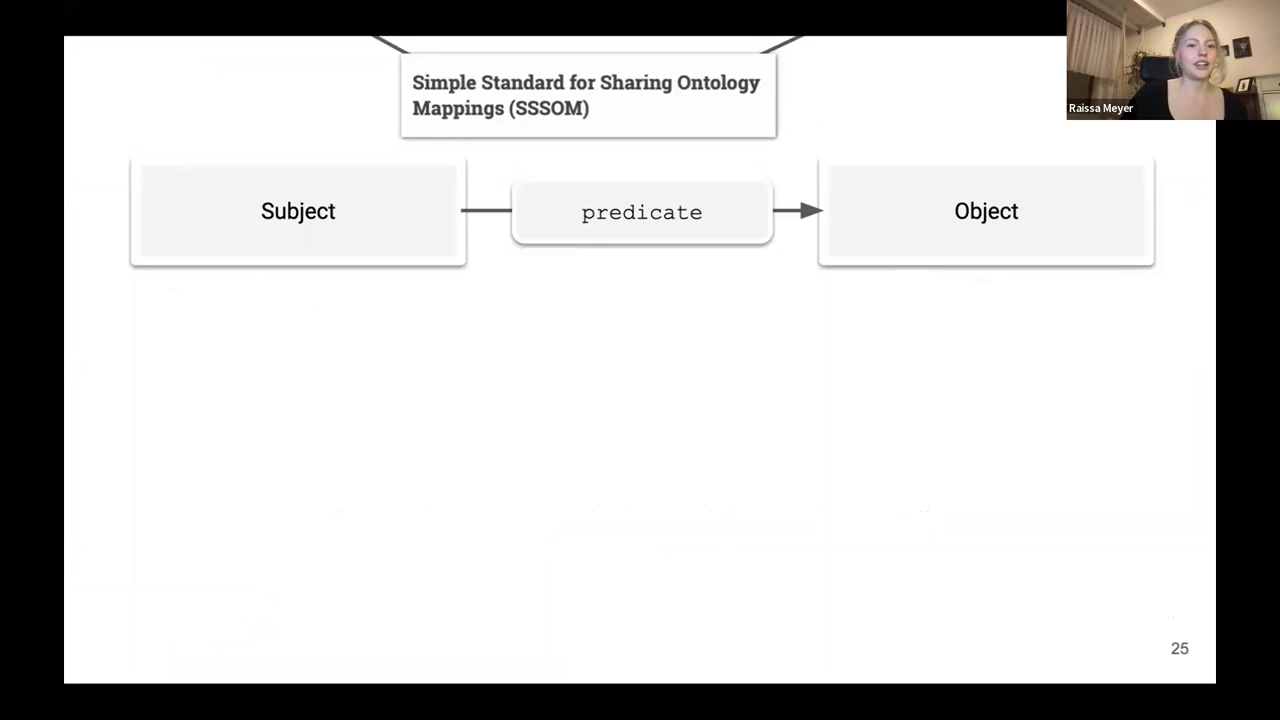 Simple Standard for Sharing Ontology
Mappings (SSSOM)
Raissa Meyer
Subject
predicate
Object
25